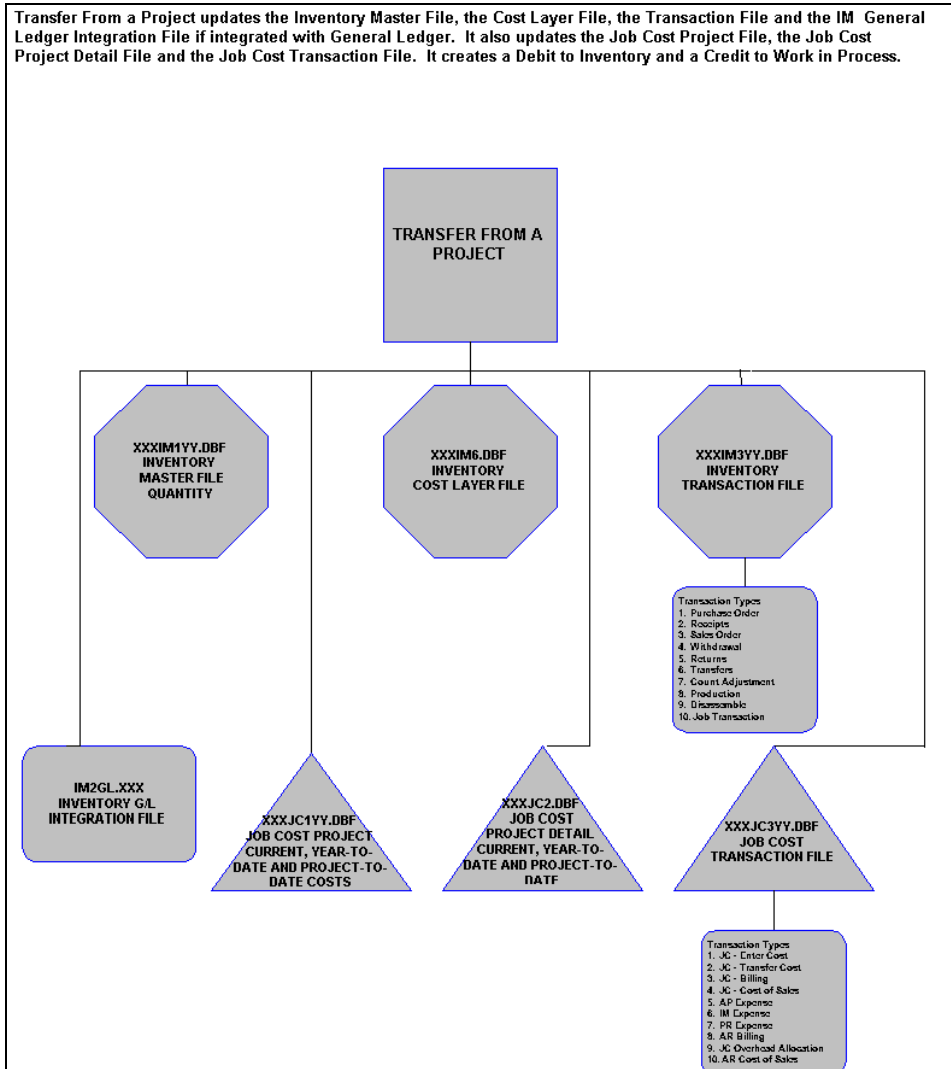 Transfer From a Project updates the Inventory Master File, the Cost Layer File, the Transaction File and the IM General
Ledger Integration File if integrated with General Ledger. It also updates the Job Cost Project File, the Job Cost
Project Detail File and the Job Cost Transaction File. It creates a Debit to Inventory and a Credit to Work in Process.
TRANSFER FROM A
PROJECT
XXXIM1YY.DBF
INVENTORY
MASTER FILE
QUANTITY
XXXIM6.DBF
INVENTORY
COST LAYER FILE
XXXIM3YY.DBF
INVENTORY
TRANSACTION FILE
Transaction Types
1. Purchase Order
2. Receipts
3. Sales Order
4. Withdrawal
5. Returns
6. Transfers
7. Count Adjustment
8. Production
9. Disassemble
10. Job Transaction
IM2GL.XXX
INVENTORY G/L
INTEGRATION FILE
XXXJC1YY.DBF
JOB COST PROJECT
CURRENT, YEAR-TO-
DATE AND PROJECT-TO-
DATE COSTS
XXXJC2.DBF
JOB COST
PROJECT DETAIL
CURRENT, YEAR-TO-
DATE AND PROJECT-TO-
DATE
XXXJC3YY.DBF
JOB COST
TRANSACTION FILE
Transaction Types
1. JC - Enter Cost
2. JC - Transfer Cost
3. JC - Billing
4. JC - Cost of Sales
5. AP Expense
6. IM Expense
7. PR Expense
8. AR Billing
9. JC Overhead Allocation
10. AR Cost of Sales